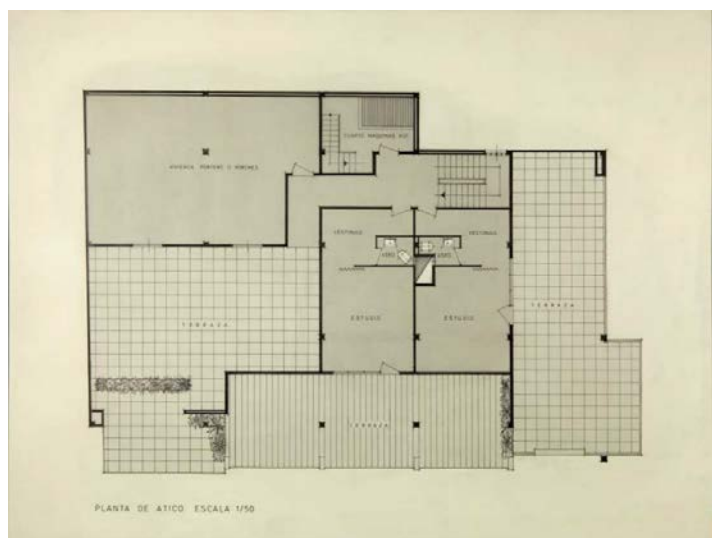 CUARTO MAQUINAS ASC.
VIVIENDA PORTERO O DESVANES
VESTIBULO
VESTIBULO
ASEO
ASEO
TERRAZA
TERRAZA
ESTUDIO
ESTUDIO
TERRAZA
PLANTA DE ATICO ESCALA 1/50